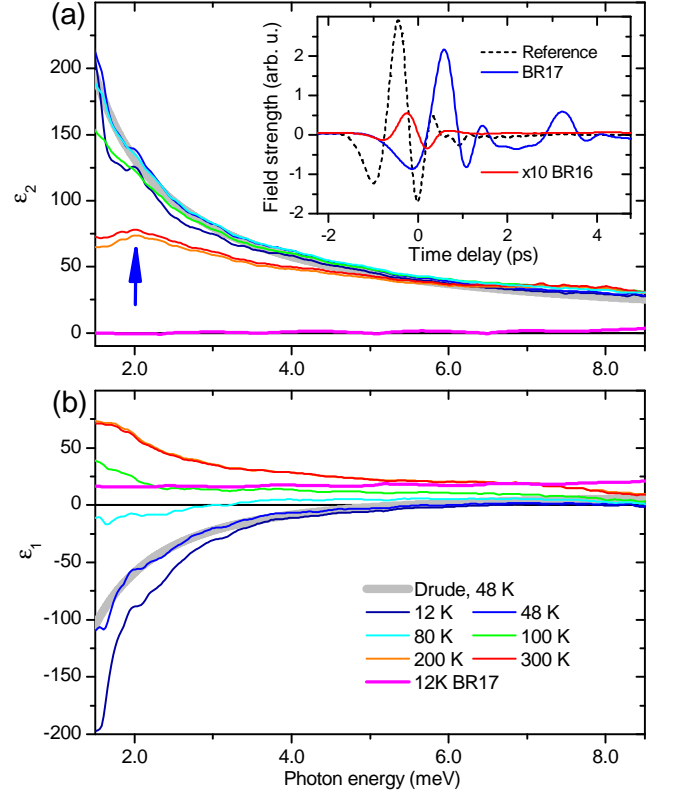 (a)
ε2
200
150
100
50
0
2.0
4.0
6.0
8.0
Field strength (arb. u.)
3
2
1
0
-1
-2
-2
0
2
4
Time delay (ps)
Reference
BR17
x10 BR16
(b)
ε1
50
0
-50
-100
-150
-200
Drude, 48 K
12 K
48 K
80 K
100 K
200 K
300 K
12K BR17
2.0
4.0
6.0
8.0
Photon energy (meV)